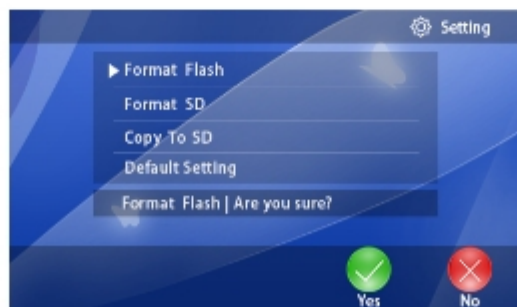 Setting
Format Flash
Format SD
Copy To SD
Default Setting
Format Flash | Are you sure?
Yes No